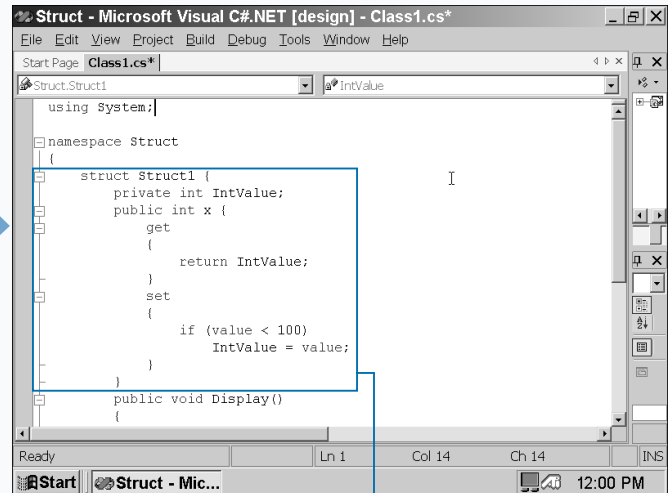 Struct - Microsoft Visual C#.NET [design] - Class1.cs*
File Edit View Project Build Debug Tools Window Help
Start Page Class1.cs*
Struct.Struct1 IntValue
using System;
namespace Struct
{
struct Struct1 {
private int IntValue;
public int x {
get
{
return IntValue;
}
set
{
if (value < 100)
IntValue = value;
}
}
public void Display()
{
Ready Ln 1 Col 14 Ch 14 INS
Start Struct - Mic... 12:00 PM